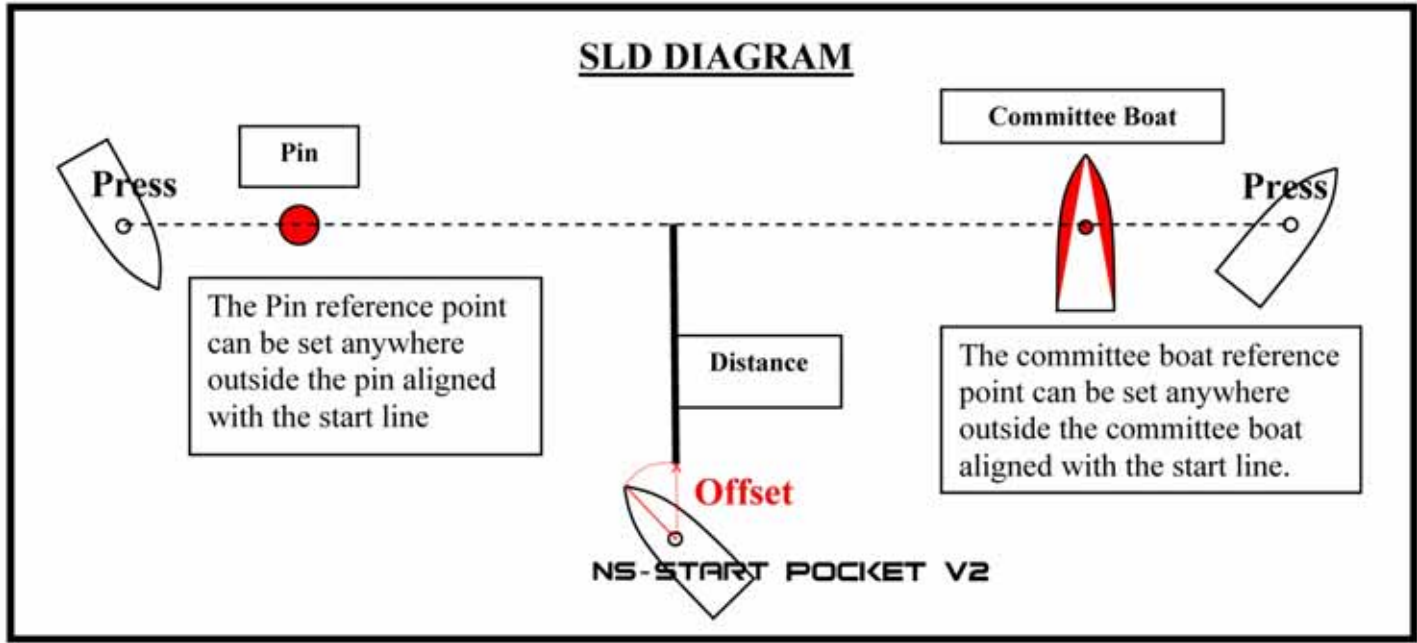 SLD DIAGRAM
Committee Boat
Pin
Press
Press
The Pin reference point
can be set anywhere
outside the pin aligned
with the start line
Distance
The committee boat reference
point can be set anywhere
outside the committee boat
aligned with the start line.
Offset
NS-START POCKET V2